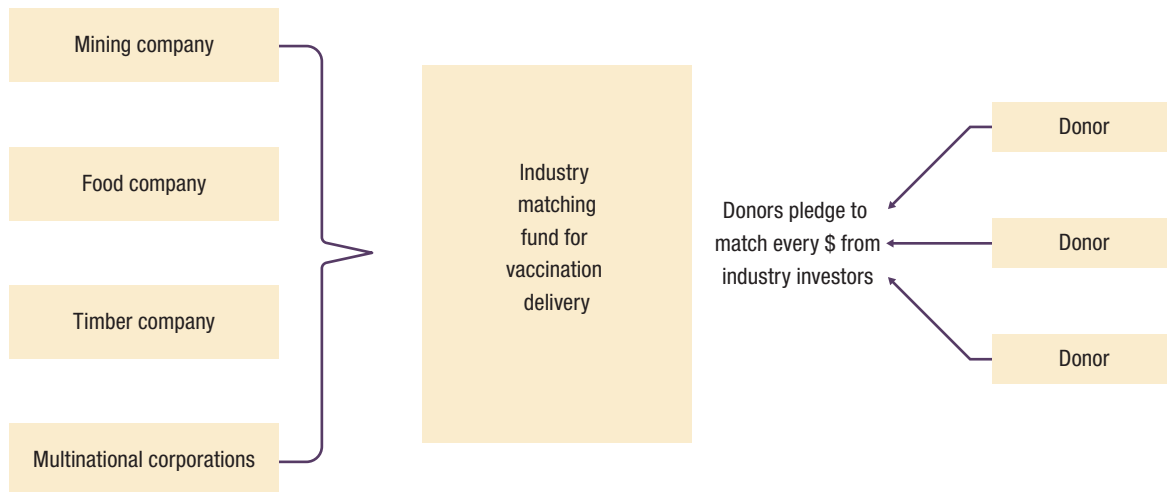 Mining company
Food company
Timber company
Multinational corporations
Industry
matching
fund for
vaccination
delivery
Donors pledge to
match every $ from
industry investors
Donor
Donor
Donor